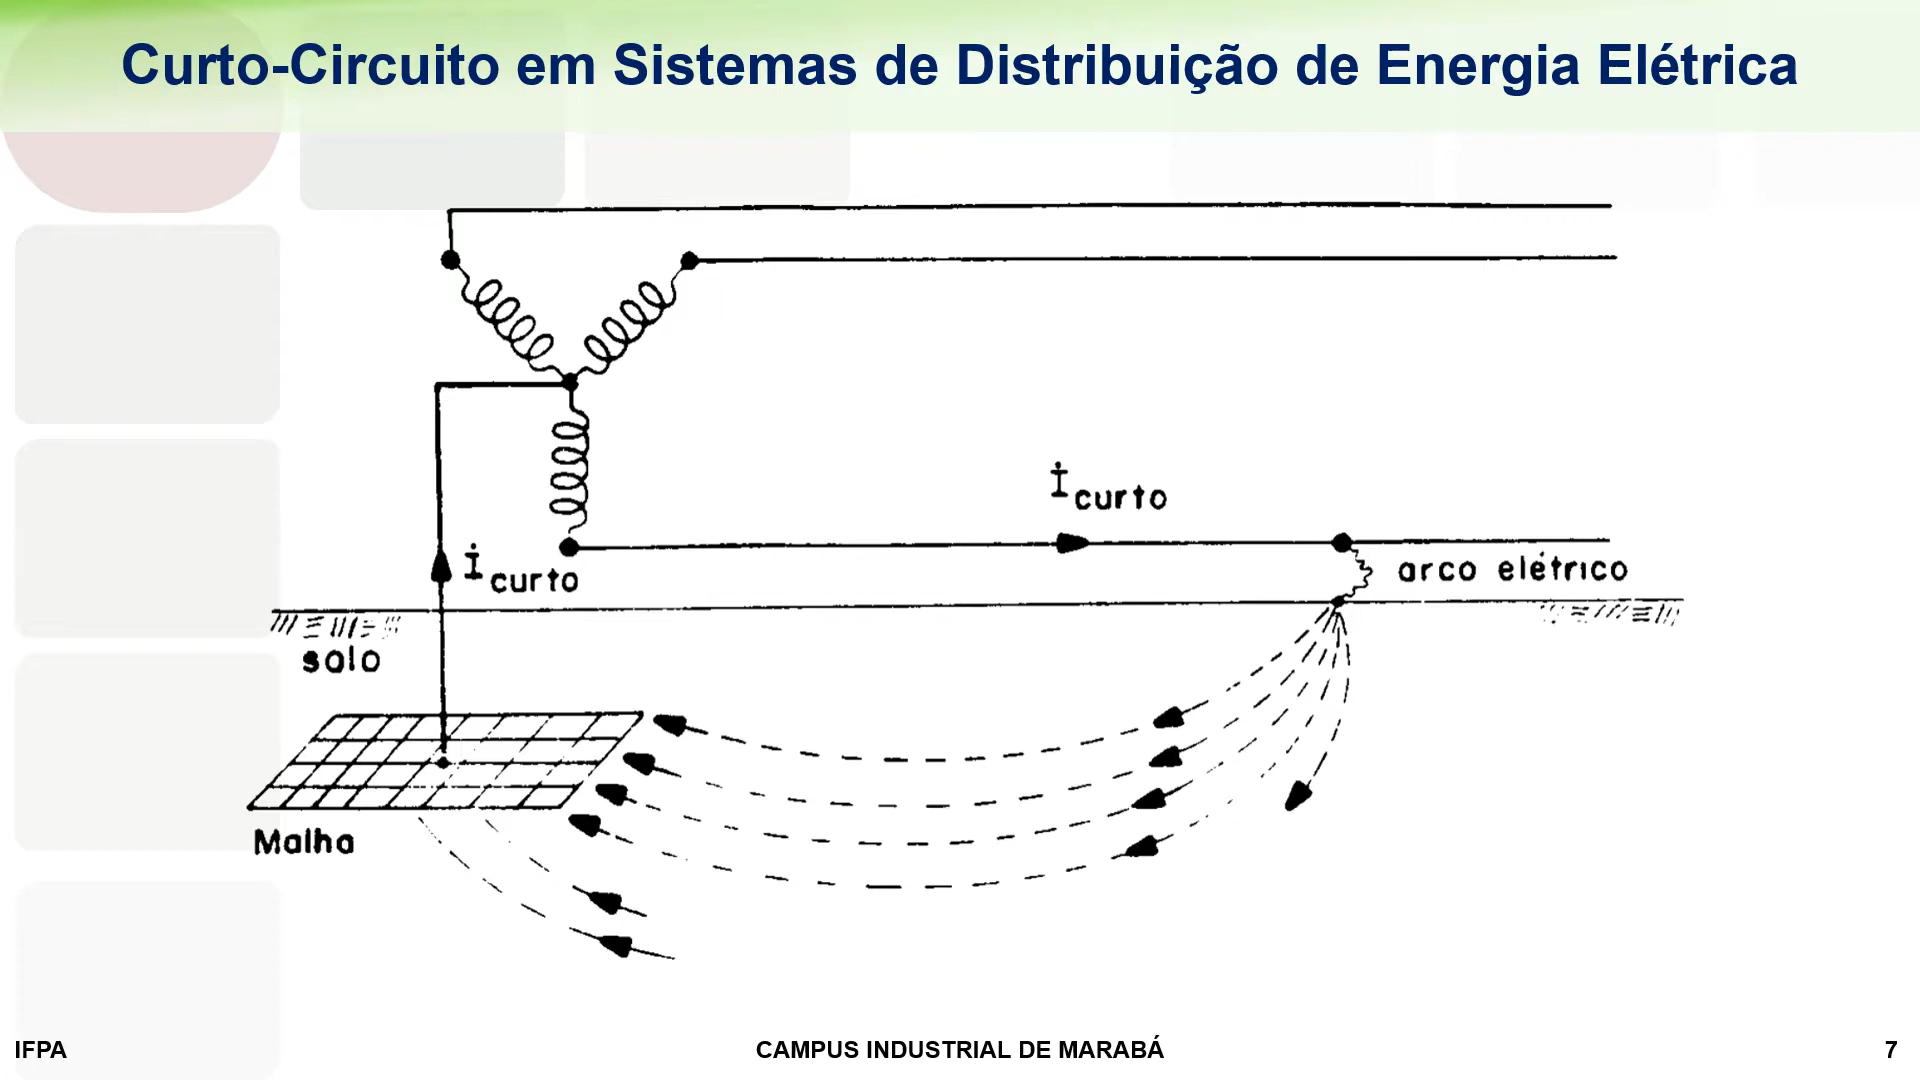 Curto-Circuito em Sistemas de Distribuição de Energia Elétrica
İcurto
İcurto
arco elétrico
solo
Malha
IFPA
CAMPUS INDUSTRIAL DE MARABÁ
7